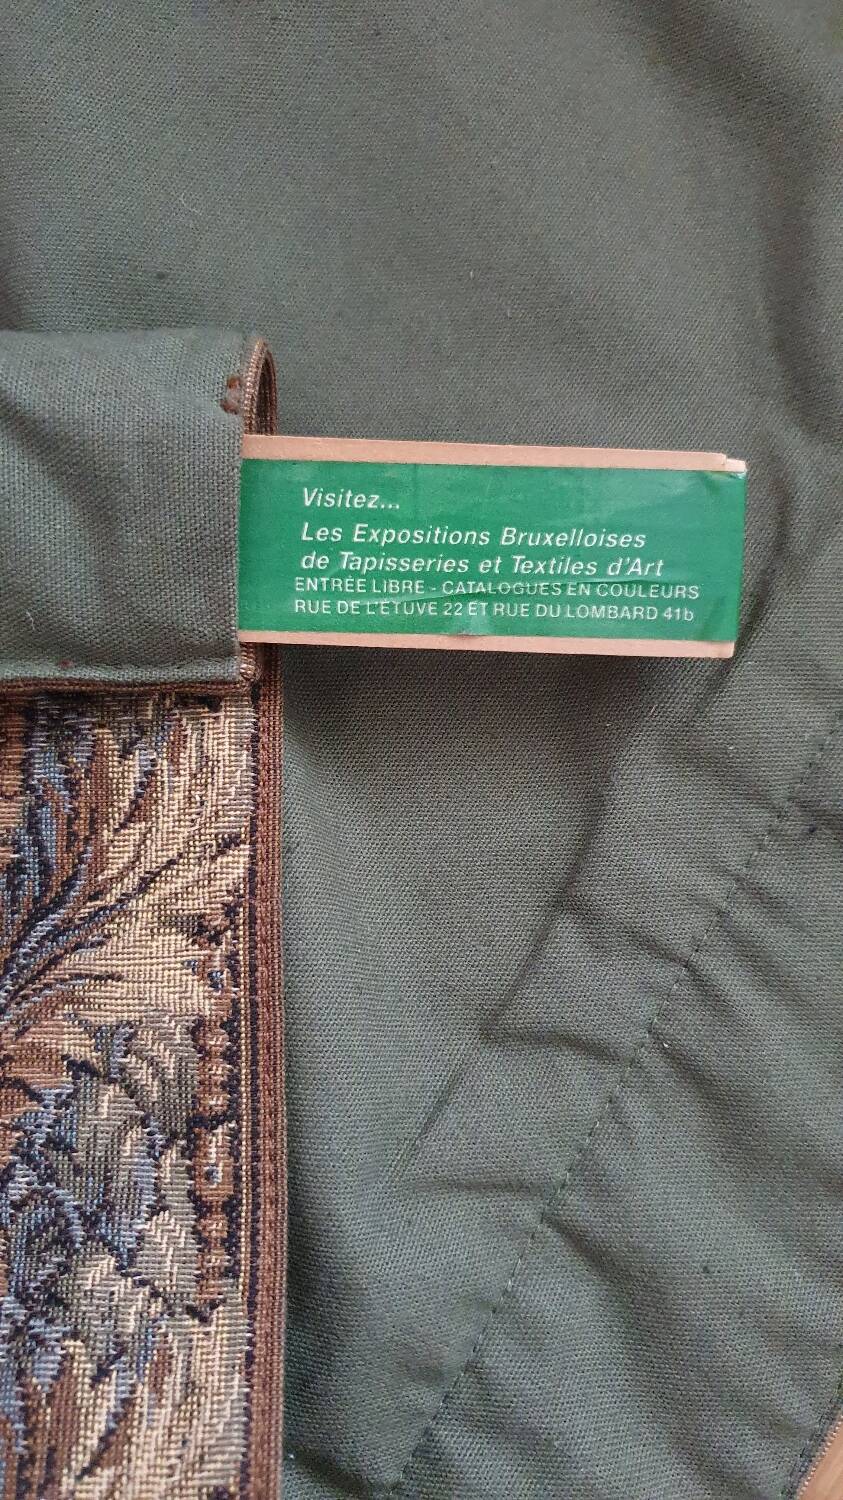 Visitez...
Les Expositions Bruxelloises
de Tapisseries et Textiles d'Art
ENTRÉE LIBRE - CATALOGUES EN COULEURS
RUE DE L'ETUVE 22 ET RUE DU LOMBARD 41b